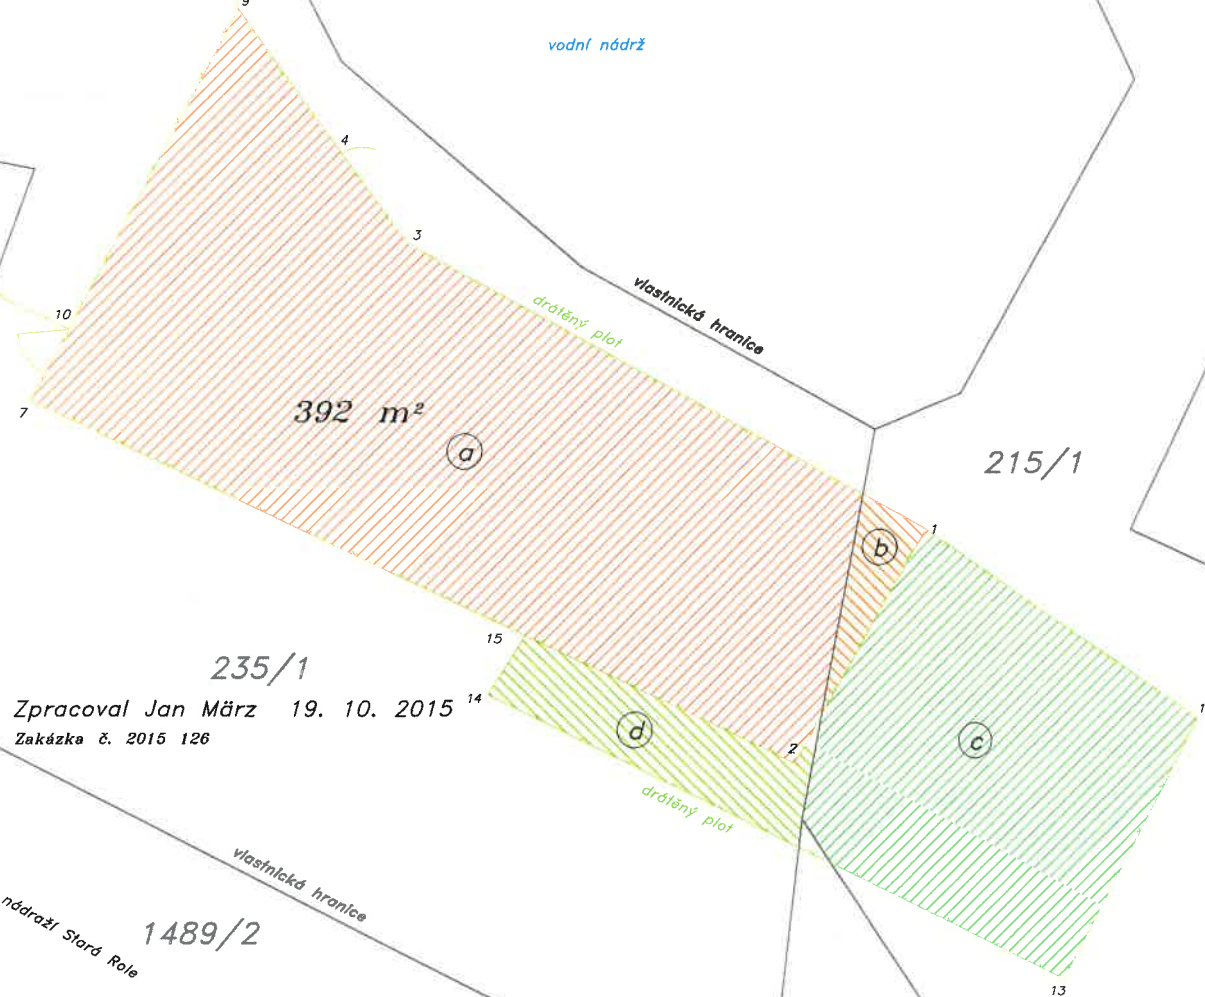 9
vodní nádrž
4
3
drátěný plot
vlastnická hranice
10
7
392 m²
a
215/1
1
b
15
235/1
14
Zpracoval Jan März 19. 10. 2015
Zakázka č. 2015 126
d
2
c
drátěný plot
vlastnická hranice
1489/2
nádraží Stará Role
13